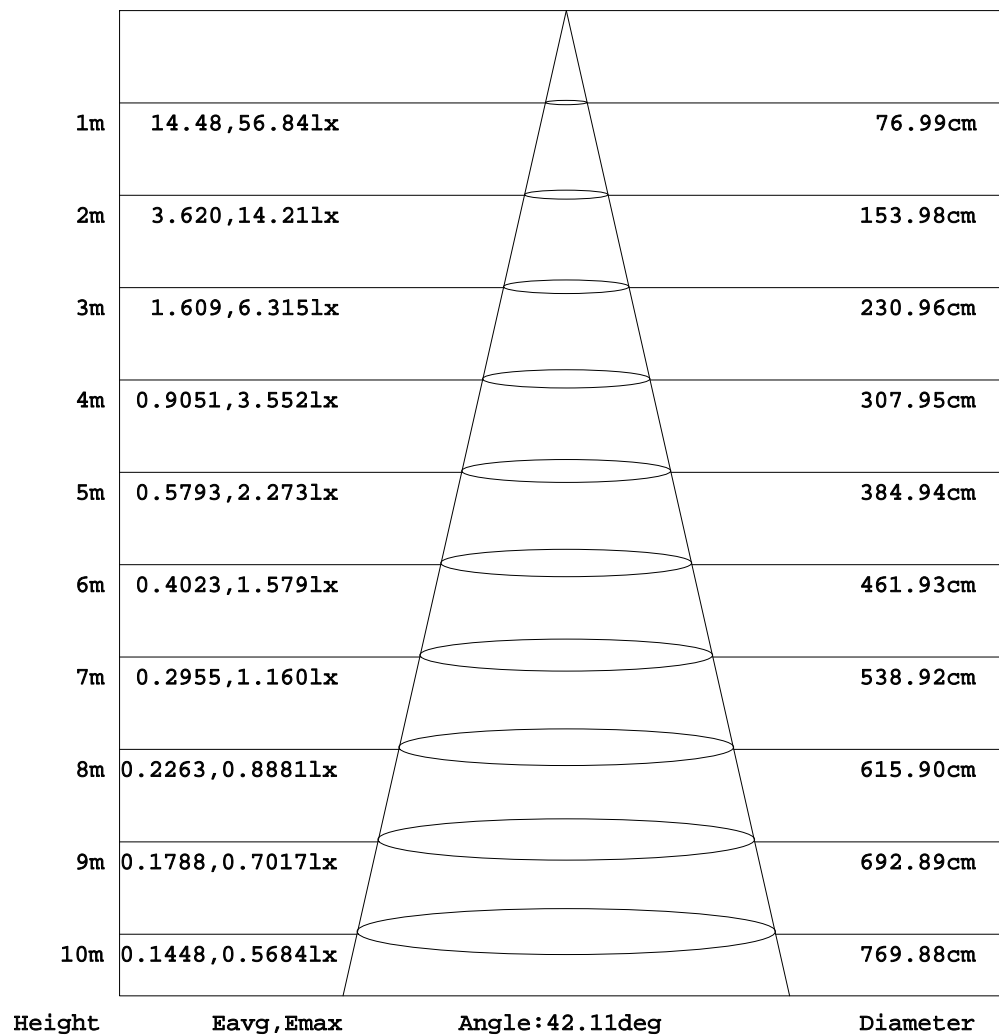 1m 14.48,56.84lx 76.99cm
2m 3.620,14.21lx 153.98cm
3m 1.609,6.315lx 230.96cm
4m 0.9051,3.552lx 307.95cm
5m 0.5793,2.273lx 384.94cm
6m 0.4023,1.579lx 461.93cm
7m 0.2955,1.160lx 538.92cm
8m 0.2263,0.8881lx 615.90cm
9m 0.1788,0.7017lx 692.89cm
10m 0.1448,0.5684lx 769.88cm
Height Eavg,Emax Angle:42.11deg Diameter